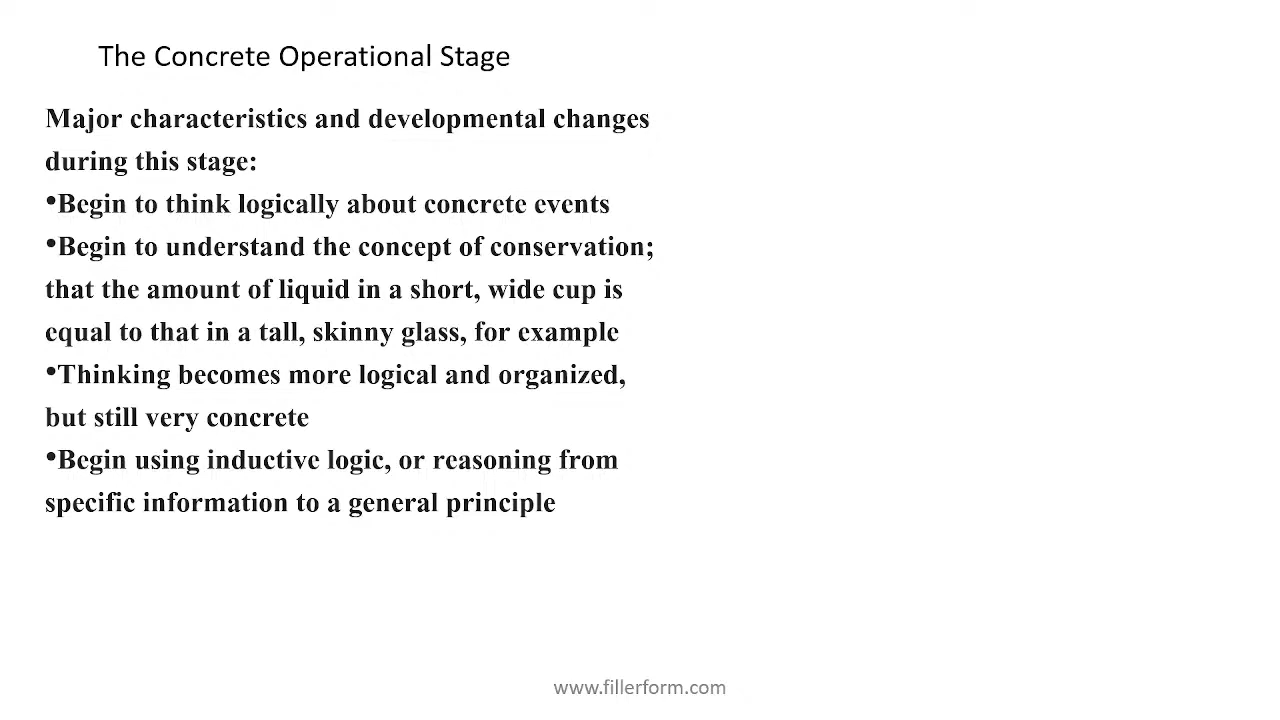 The Concrete Operational Stage
Major characteristics and developmental changes
during this stage:
•Begin to think logically about concrete events
•Begin to understand the concept of conservation;
that the amount of liquid in a short, wide cup is
equal to that in a tall, skinny glass, for example
•Thinking becomes more logical and organized,
but still very concrete
•Begin using inductive logic, or reasoning from
specific information to a general principle
www.fillerform.com